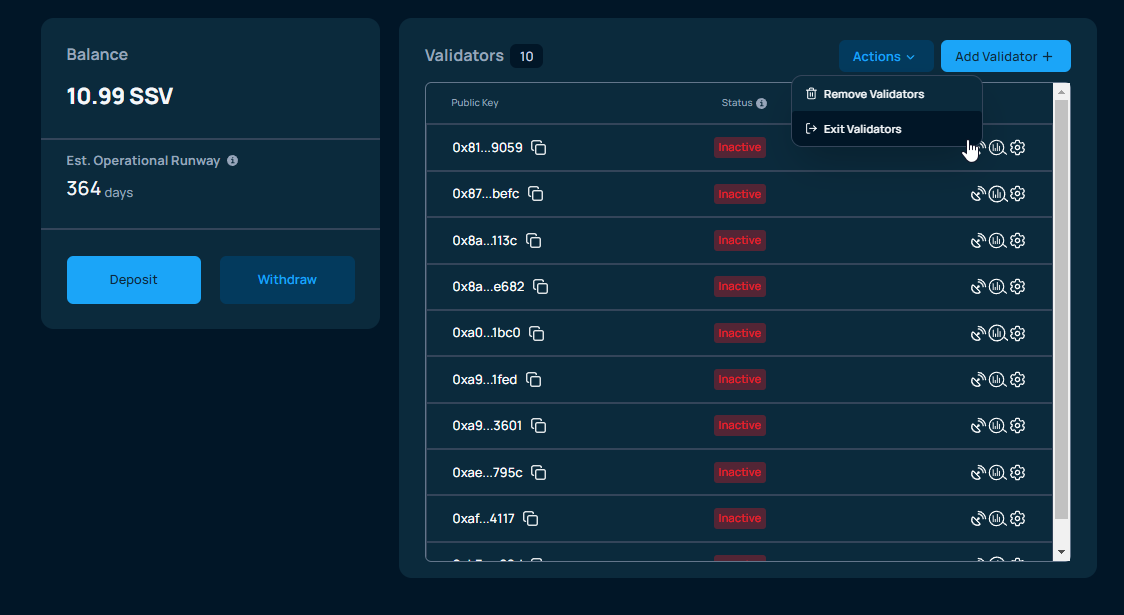 Balance
10.99 SSV
Est. Operational Runway
364 days
Deposit
Withdraw
Validators 10
Actions
Add Validator +
Remove Validators
Exit Validators
Public Key
Status
0x81...9059
Inactive
0x87...befc
Inactive
0x8a...113c
Inactive
0x8a...e682
Inactive
0xa0...1bc0
Inactive
0xa9...1fed
Inactive
0xa9...3601
Inactive
0xae...795c
Inactive
0xaf...4117
Inactive